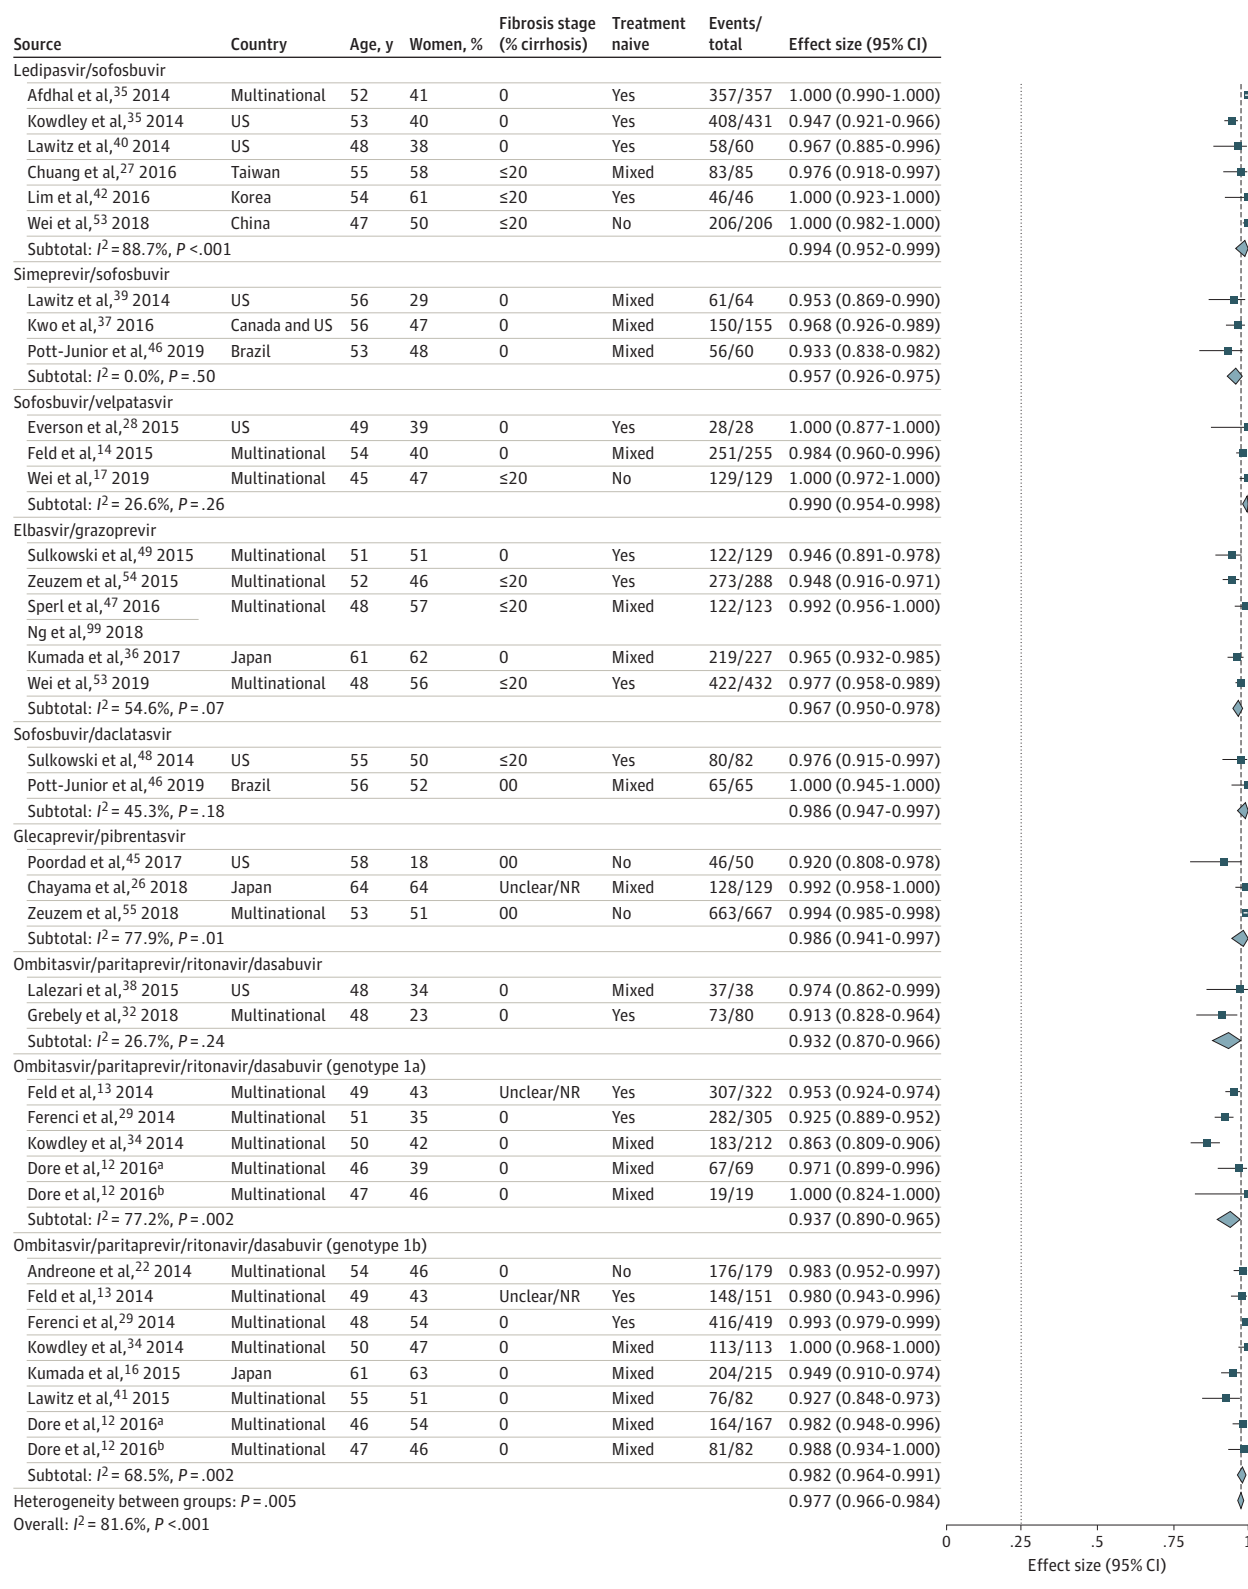 Source Country Age, y Women, % Fibrosis stage (% cirrhosis) Treatment naive Events/ total Effect size (95% CI)
Ledipasvir/sofosbuvir
Afdhal et al,35 2014 Multinational 52 41 0 Yes 357/357 1.000 (0.990-1.000)
Kowdley et al,35 2014 US 53 40 0 Yes 408/431 0.947 (0.921-0.966)
Lawitz et al,40 2014 US 48 38 0 Yes 58/60 0.967 (0.885-0.996)
Chuang et al,27 2016 Taiwan 55 58 ≤20 Mixed 83/85 0.976 (0.918-0.997)
Lim et al,42 2016 Korea 54 61 ≤20 Yes 46/46 1.000 (0.923-1.000)
Wei et al,53 2018 China 47 50 ≤20 No 206/206 1.000 (0.982-1.000)
Subtotal: I2 = 88.7%, P <.001 0.994 (0.952-0.999)
Simeprevir/sofosbuvir
Lawitz et al,39 2014 US 56 29 0 Mixed 61/64 0.953 (0.869-0.990)
Kwo et al,37 2016 Canada and US 56 47 0 Mixed 150/155 0.968 (0.926-0.989)
Pott-Junior et al,46 2019 Brazil 53 48 0 Mixed 56/60 0.933 (0.838-0.982)
Subtotal: I2 = 0.0%, P = .50 0.957 (0.926-0.975)
Sofosbuvir/velpatasvir
Everson et al,28 2015 US 49 39 0 Yes 28/28 1.000 (0.877-1.000)
Feld et al,14 2015 Multinational 54 40 0 Mixed 251/255 0.984 (0.960-0.996)
Wei et al,17 2019 Multinational 45 47 ≤20 No 129/129 1.000 (0.972-1.000)
Subtotal: I2 = 26.6%, P = .26 0.990 (0.954-0.998)
Elbasvir/grazoprevir
Sulkowski et al,49 2015 Multinational 51 51 0 Yes 122/129 0.946 (0.891-0.978)
Zeuzem et al,54 2015 Multinational 52 46 ≤20 Yes 273/288 0.948 (0.916-0.971)
Sperl et al,47 2016 Multinational 48 57 ≤20 Mixed 122/123 0.992 (0.956-1.000)
Ng et al,99 2018
Kumada et al,36 2017 Japan 61 62 0 Mixed 219/227 0.965 (0.932-0.985)
Wei et al,53 2019 Multinational 48 56 ≤20 Yes 422/432 0.977 (0.958-0.989)
Subtotal: I2 = 54.6%, P = .07 0.967 (0.950-0.978)
Sofosbuvir/daclatasvir
Sulkowski et al,48 2014 US 55 50 ≤20 Yes 80/82 0.976 (0.915-0.997)
Pott-Junior et al,46 2019 Brazil 56 52 00 Mixed 65/65 1.000 (0.945-1.000)
Subtotal: I2 = 45.3%, P = .18 0.986 (0.947-0.997)
Glecaprevir/pibrentasvir
Poordad et al,45 2017 US 58 18 00 No 46/50 0.920 (0.808-0.978)
Chayama et al,26 2018 Japan 64 64 Unclear/NR Mixed 128/129 0.992 (0.958-1.000)
Zeuzem et al,55 2018 Multinational 53 51 00 No 663/667 0.994 (0.985-0.998)
Subtotal: I2 = 77.9%, P = .01 0.986 (0.941-0.997)
Ombitasvir/paritaprevir/ritonavir/dasabuvir
Lalezari et al,38 2015 US 48 34 0 Mixed 37/38 0.974 (0.862-0.999)
Grebely et al,32 2018 Multinational 48 23 0 Yes 73/80 0.913 (0.828-0.964)
Subtotal: I2 = 26.7%, P = .24 0.932 (0.870-0.966)
Ombitasvir/paritaprevir/ritonavir/dasabuvir (genotype 1a)
Feld et al,13 2014 Multinational 49 43 Unclear/NR Yes 307/322 0.953 (0.924-0.974)
Ferenci et al,29 2014 Multinational 51 35 0 Yes 282/305 0.925 (0.889-0.952)
Kowdley et al,34 2014 Multinational 50 42 0 Mixed 183/212 0.863 (0.809-0.906)
Dore et al,12 2016a Multinational 46 39 0 Mixed 67/69 0.971 (0.899-0.996)
Dore et al,12 2016b Multinational 47 46 0 Mixed 19/19 1.000 (0.824-1.000)
Subtotal: I2 = 77.2%, P = .002 0.937 (0.890-0.965)
Ombitasvir/paritaprevir/ritonavir/dasabuvir (genotype 1b)
Andreone et al,22 2014 Multinational 54 46 0 No 176/179 0.983 (0.952-0.997)
Feld et al,13 2014 Multinational 49 43 Unclear/NR Yes 148/151 0.980 (0.943-0.996)
Ferenci et al,29 2014 Multinational 48 54 0 Yes 416/419 0.993 (0.979-0.999)
Kowdley et al,34 2014 Multinational 50 47 0 Mixed 113/113 1.000 (0.968-1.000)
Kumada et al,16 2015 Japan 61 63 0 Mixed 204/215 0.949 (0.910-0.974)
Lawitz et al,41 2015 Multinational 55 51 0 Mixed 76/82 0.927 (0.848-0.973)
Dore et al,12 2016a Multinational 46 54 0 Mixed 164/167 0.982 (0.948-0.996)
Dore et al,12 2016b Multinational 47 46 0 Mixed 81/82 0.988 (0.934-1.000)
Subtotal: I2 = 68.5%, P = .002 0.982 (0.964-0.991)
Heterogeneity between groups: P = .005 0.977 (0.966-0.984)
Overall: I2 = 81.6%, P <.001
0 .25 .5 .75 1
Effect size (95% CI)